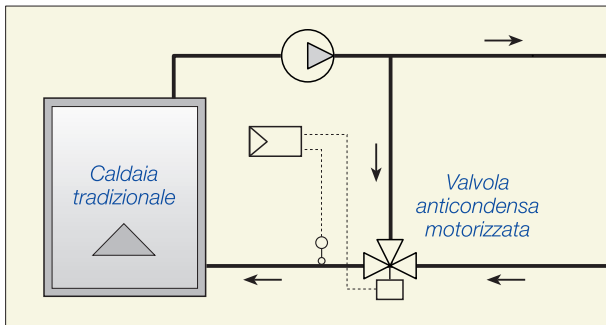 Caldaia
tradizionale
Valvola
anticondensa
motorizzata